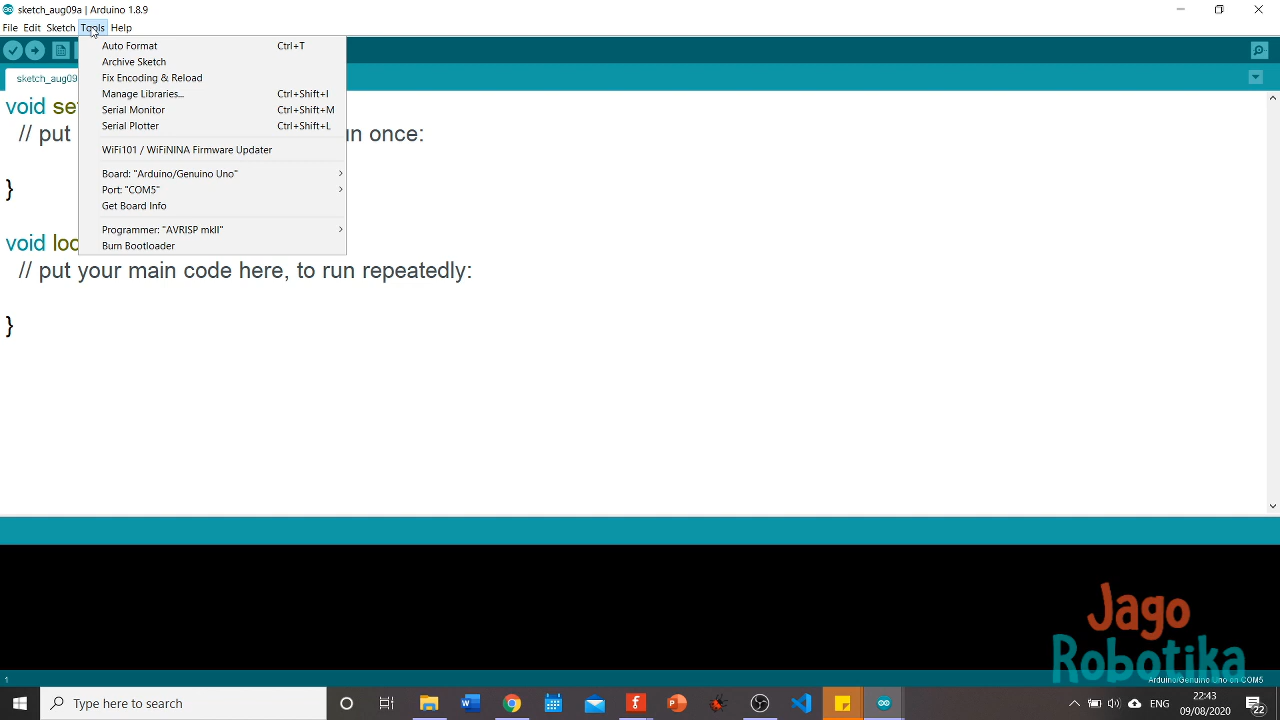 sketch_aug09a | Arduino 1.8.9
File Edit Sketch Tools Help
Auto Format Ctrl+T
Archive Sketch
Fix Encoding & Reload
Manage Libraries... Ctrl+Shift+I
Serial Monitor Ctrl+Shift+M
Serial Plotter Ctrl+Shift+L
WiFi101 / WiFiNINA Firmware Updater
Board: "Arduino/Genuino Uno"
Port: "COM5"
Get Board Info
Programmer: "AVRISP mkII"
Burn Bootloader
sketch_aug09
void se
// put un once:
}
void loo
// put your main code here, to run repeatedly:
}
Jago
Robotika
1 Arduino/Genuino Uno on COM5
Type here to search
ENG
22:43
09/08/2020
22